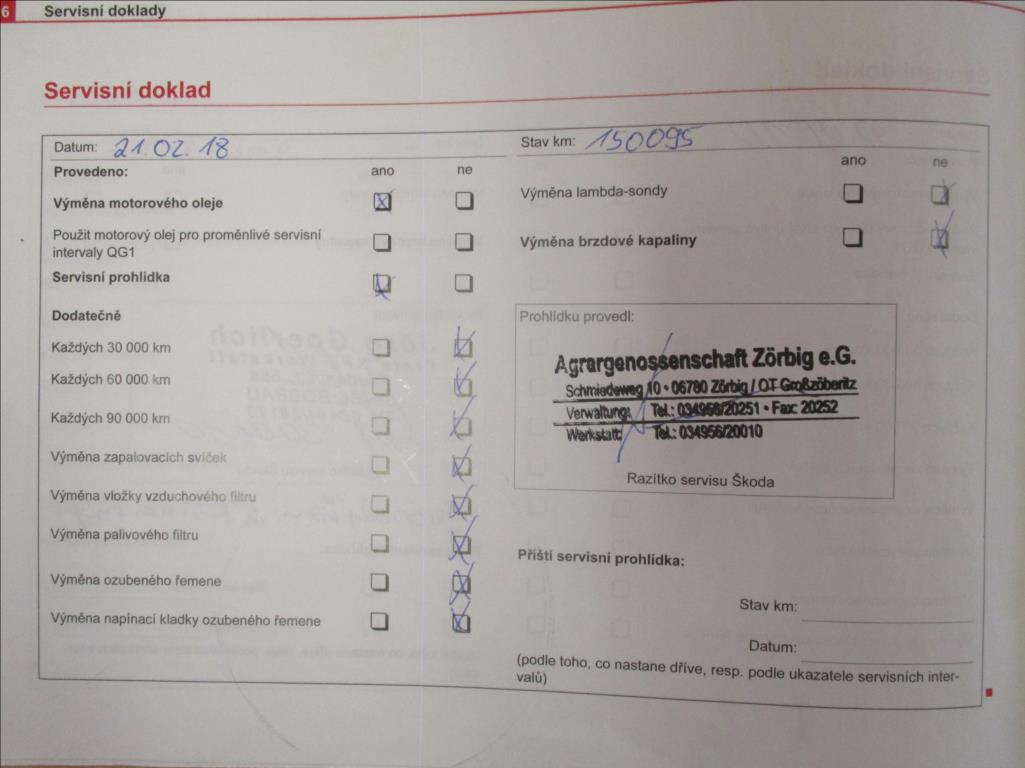 6 Servisní doklady
Servisní doklad
Datum: 21.02.18
Provedeno: ano ne
Výměna motorového oleje
Použit motorový olej pro proměnlivé servisní
intervaly QG1
Servisní prohlídka
Dodatečně
Každých 30 000 km
Každých 60 000 km
Každých 90 000 km
Výměna zapalovacích svíček
Výměna vložky vzduchového filtru
Výměna palivového filtru
Výměna ozubeného řemene
Výměna napínací kladky ozubeného řemene
Stav km: 150095
ano ne
Výměna lambda-sondy
Výměna brzdové kapaliny
Prohlídku provedl:
Agrargenossenschaft Zörbig e.G.
Schmiedeweg 10 • 06780 Zörbig / OT Großzöberitz
Verwaltung: Tel.: 034956/20251 • Fax: 20252
Werkstatt: Tel.: 034956/20010
Razítko servisu Škoda
Příští servisní prohlídka:
Stav km:
Datum:
(podle toho, co nastane dříve, resp. podle ukazatele servisních inter-
valů)